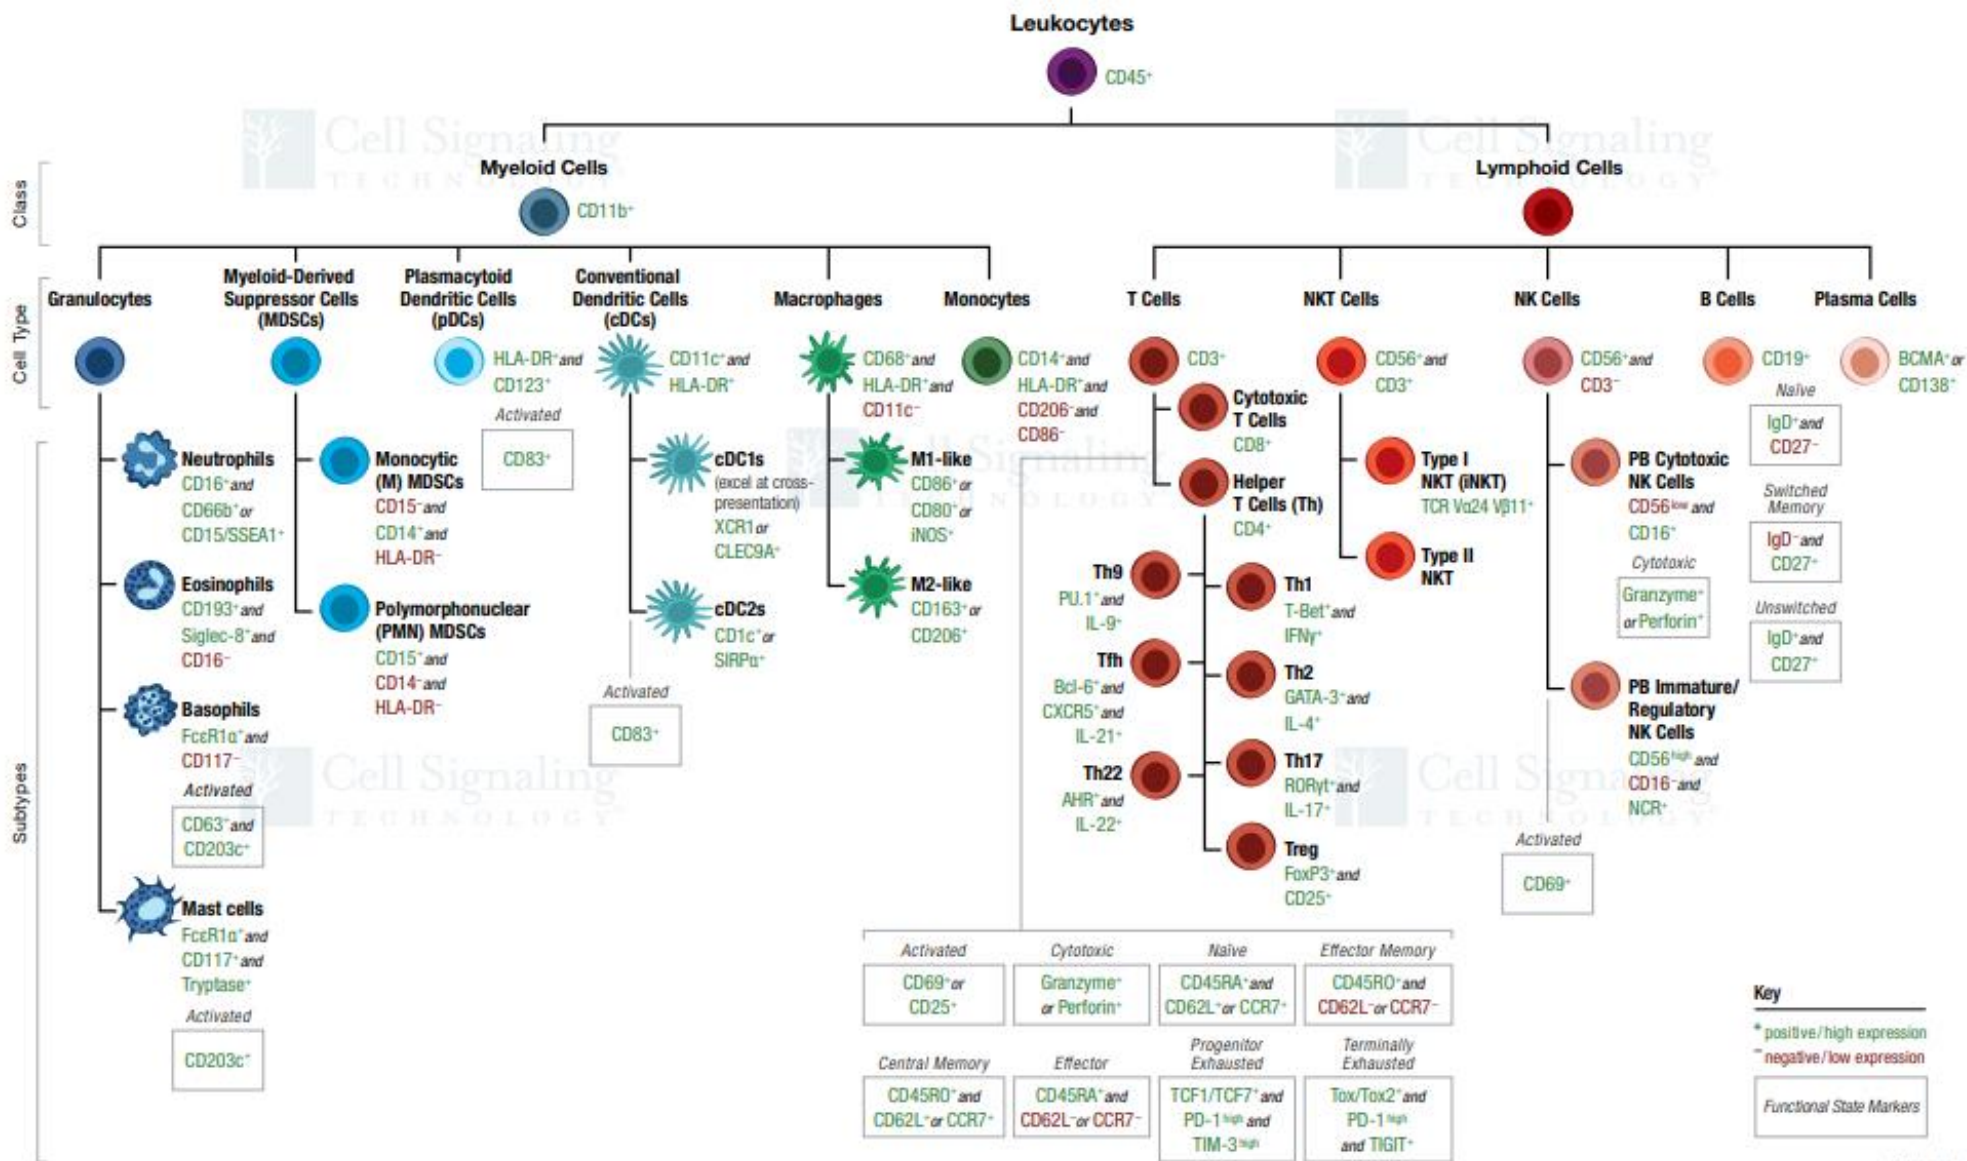 Leukocytes
CD45⁺
Cell Signaling
TECHNOLOGY
Cell Signaling
TECHNOLOGY
Class
Myeloid Cells
CD11b⁺
Lymphoid Cells
Cell Type
Granulocytes
Myeloid-Derived
Suppressor Cells
(MDSCs)
Plasmacytoid
Dendritic Cells
(pDCs)
HLA-DR⁺ and
CD123⁺
Activated
CD83⁺
Conventional
Dendritic Cells
(cDCs)
CD11c⁺ and
HLA-DR⁺
Macrophages
CD68⁺ and
HLA-DR⁺ and
CD11c⁻
Monocytes
CD14⁺ and
HLA-DR⁺ and
CD206⁻ and
CD86⁻
T Cells
CD3⁺
NKT Cells
CD56⁺ and
CD3⁺
NK Cells
CD56⁺ and
CD3⁻
B Cells
CD19⁺
Plasma Cells
BCMA⁺ or
CD138⁺
Subtypes
Neutrophils
CD16⁺ and
CD66b⁺ or
CD15/SSEA1⁺
Eosinophils
CD193⁺ and
Siglec-8⁺ and
CD16⁻
Basophils
FcεR1α⁺ and
CD117⁻
Activated
CD63⁺ and
CD203c⁺
Mast cells
FcεR1α⁺ and
CD117⁺ and
Tryptase⁺
Activated
CD203c⁺
Monocytic
(M) MDSCs
CD15⁻ and
CD14⁺ and
HLA-DR⁻
Polymorphonuclear
(PMN) MDSCs
CD15⁺ and
CD14⁻ and
HLA-DR⁻
cDC1s
(excel at cross-
presentation)
XCR1 or
CLEC9A⁺
cDC2s
CD1c⁺ or
SIRPα⁺
Activated
CD83⁺
M1-like
CD86⁺ or
CD80⁺ or
iNOS⁺
M2-like
CD163⁺ or
CD206⁺
Cell Signaling
TECHNOLOGY
Cytotoxic
T Cells
CD8⁺
Helper
T Cells (Th)
CD4⁺
Th9
PU.1⁺ and
IL-9⁺
Tfh
Bcl-6⁺ and
CXCR5⁺ and
IL-21⁺
Th22
AHR⁺ and
IL-22⁺
Th1
T-Bet⁺ and
IFNγ⁺
Th2
GATA-3⁺ and
IL-4⁺
Th17
RORγt⁺ and
IL-17⁺
Treg
FoxP3⁺ and
CD25⁺
Type I
NKT (iNKT)
TCR Vα24 Vβ11⁺
Type II
NKT
PB Cytotoxic
NK Cells
CD56ˡᵒʷ and
CD16⁺
Cytotoxic
Granzyme⁺
or Perforin⁺
PB Immature/
Regulatory
NK Cells
CD56ʰⁱᵍʰ and
CD16⁻ and
NCR⁺
Activated
CD69⁺
Naïve
IgD⁺ and
CD27⁻
Switched
Memory
IgD⁻ and
CD27⁺
Unswitched
IgD⁺ and
CD27⁺
Cell Signaling
TECHNOLOGY
Cell Signaling
TECHNOLOGY
Activated
CD69⁺ or
CD25⁺
Cytotoxic
Granzyme⁺
or Perforin⁺
Naïve
CD45RA⁺ and
CD62L⁺ or CCR7⁺
Effector Memory
CD45RO⁺ and
CD62L⁻ or CCR7⁻
Central Memory
CD45RO⁺ and
CD62L⁺ or CCR7⁺
Effector
CD45RA⁺ and
CD62L⁻ or CCR7⁻
Progenitor
Exhausted
TCF1/TCF7⁺ and
PD-1ʰⁱᵍʰ and
TIM-3ʰⁱᵍʰ
Terminally
Exhausted
Tox/Tox2⁺ and
PD-1ʰⁱᵍʰ
and TIGIT⁺
Key
⁺ positive/high expression
⁻ negative/low expression
Functional State Markers